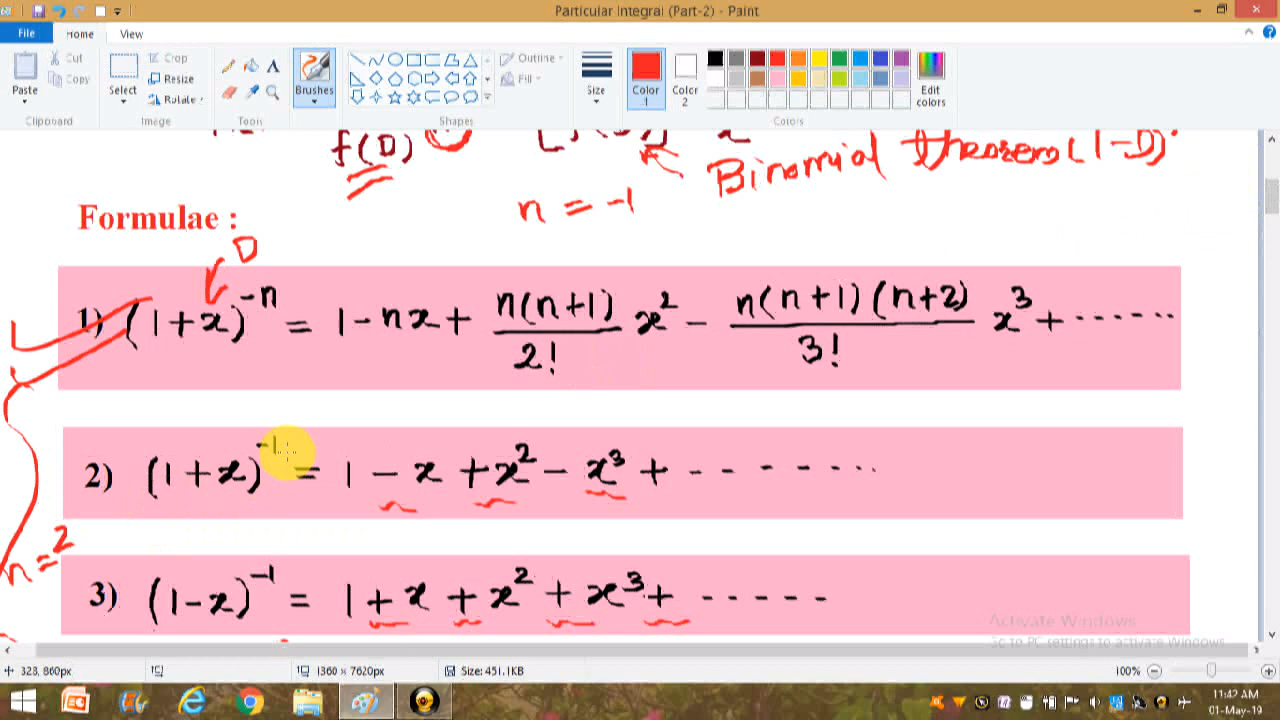 Particular Integral (Part-2) - Paint
File Home View
Cut
Copy
Paste
Clipboard
Crop
Resize
Rotate
Select
Image
Tools
Brushes
Outline
Fill
Shapes
Size
Color 1
Color 2
Edit colors
Colors
f(D)
Binomial theorem (1-D)
n = -1
Formulae :
D
1) (1+x)^-n = 1 - nx + n(n+1)/2! x^2 - n(n+1)(n+2)/3! x^3 + ......
2) (1+x)^-1 = 1 - x + x^2 - x^3 + - - - - - ...
n=2
3) (1-x)^-1 = 1 + x + x^2 + x^3 + - - - - -
Activate Windows
Go to PC settings to activate Windows.
328, 860px
1360 × 7620px
Size: 451.1KB
100%
11:42 AM
01-May-19